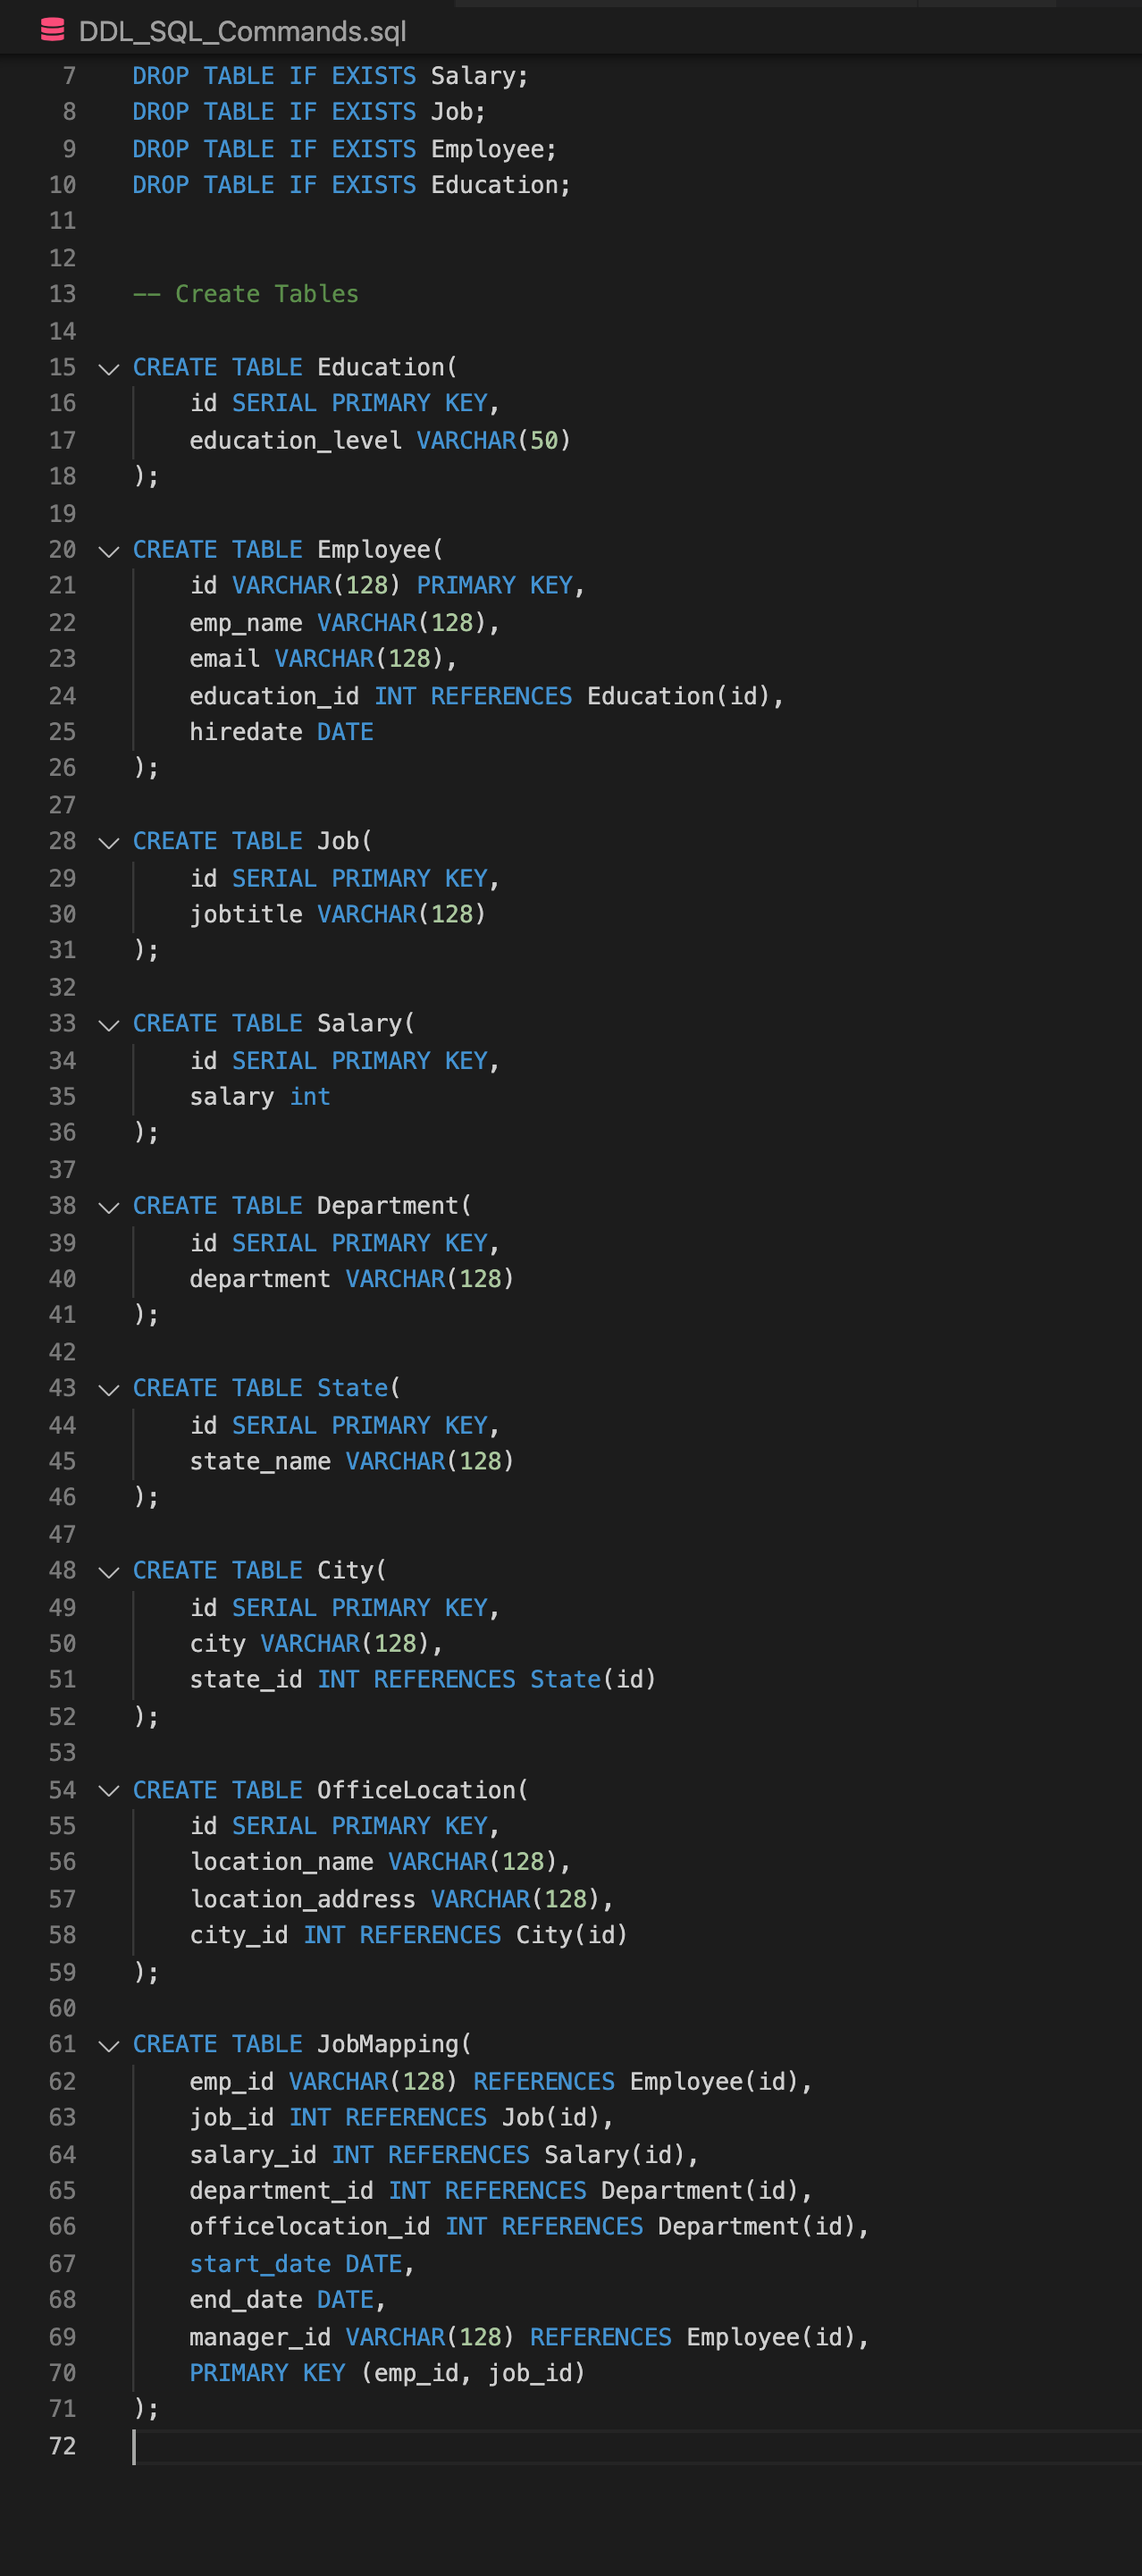 DDL_SQL_Commands.sql
7 DROP TABLE IF EXISTS Salary;
8 DROP TABLE IF EXISTS Job;
9 DROP TABLE IF EXISTS Employee;
10 DROP TABLE IF EXISTS Education;
11
12
13 -- Create Tables
14
15 CREATE TABLE Education(
16 id SERIAL PRIMARY KEY,
17 education_level VARCHAR(50)
18 );
19
20 CREATE TABLE Employee(
21 id VARCHAR(128) PRIMARY KEY,
22 emp_name VARCHAR(128),
23 email VARCHAR(128),
24 education_id INT REFERENCES Education(id),
25 hiredate DATE
26 );
27
28 CREATE TABLE Job(
29 id SERIAL PRIMARY KEY,
30 jobtitle VARCHAR(128)
31 );
32
33 CREATE TABLE Salary(
34 id SERIAL PRIMARY KEY,
35 salary int
36 );
37
38 CREATE TABLE Department(
39 id SERIAL PRIMARY KEY,
40 department VARCHAR(128)
41 );
42
43 CREATE TABLE State(
44 id SERIAL PRIMARY KEY,
45 state_name VARCHAR(128)
46 );
47
48 CREATE TABLE City(
49 id SERIAL PRIMARY KEY,
50 city VARCHAR(128),
51 state_id INT REFERENCES State(id)
52 );
53
54 CREATE TABLE OfficeLocation(
55 id SERIAL PRIMARY KEY,
56 location_name VARCHAR(128),
57 location_address VARCHAR(128),
58 city_id INT REFERENCES City(id)
59 );
60
61 CREATE TABLE JobMapping(
62 emp_id VARCHAR(128) REFERENCES Employee(id),
63 job_id INT REFERENCES Job(id),
64 salary_id INT REFERENCES Salary(id),
65 department_id INT REFERENCES Department(id),
66 officelocation_id INT REFERENCES Department(id),
67 start_date DATE,
68 end_date DATE,
69 manager_id VARCHAR(128) REFERENCES Employee(id),
70 PRIMARY KEY (emp_id, job_id)
71 );
72